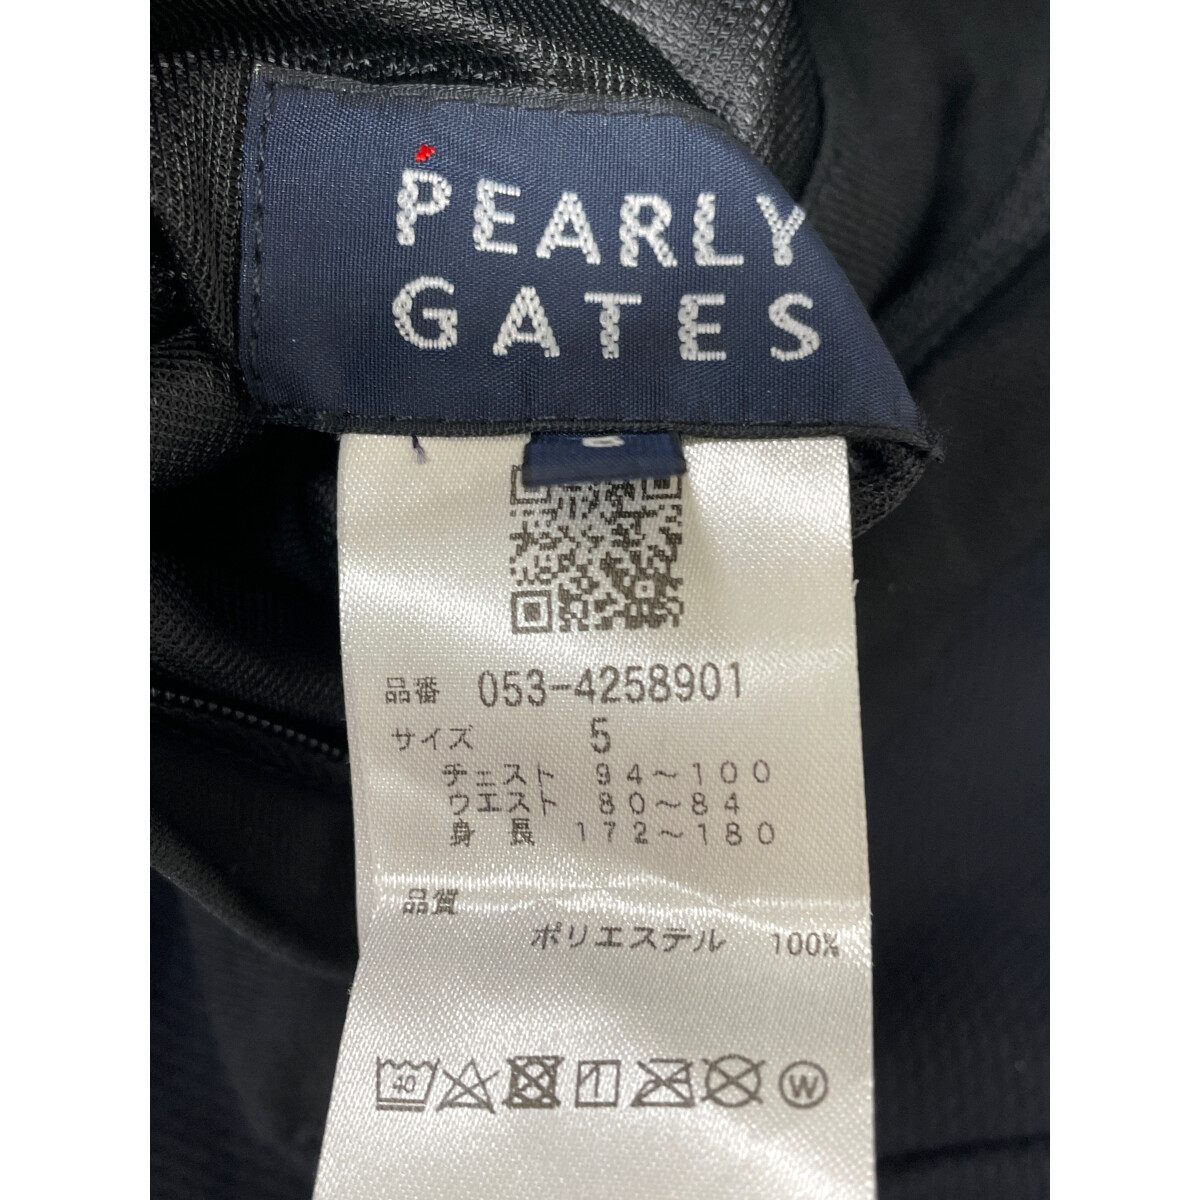 PEARLY
GATES
品番 053-4258901
サイズ 5
チェスト 94～100
ウエスト 80～84
身長 172～180
品質
ポリエステル 100%
40
W